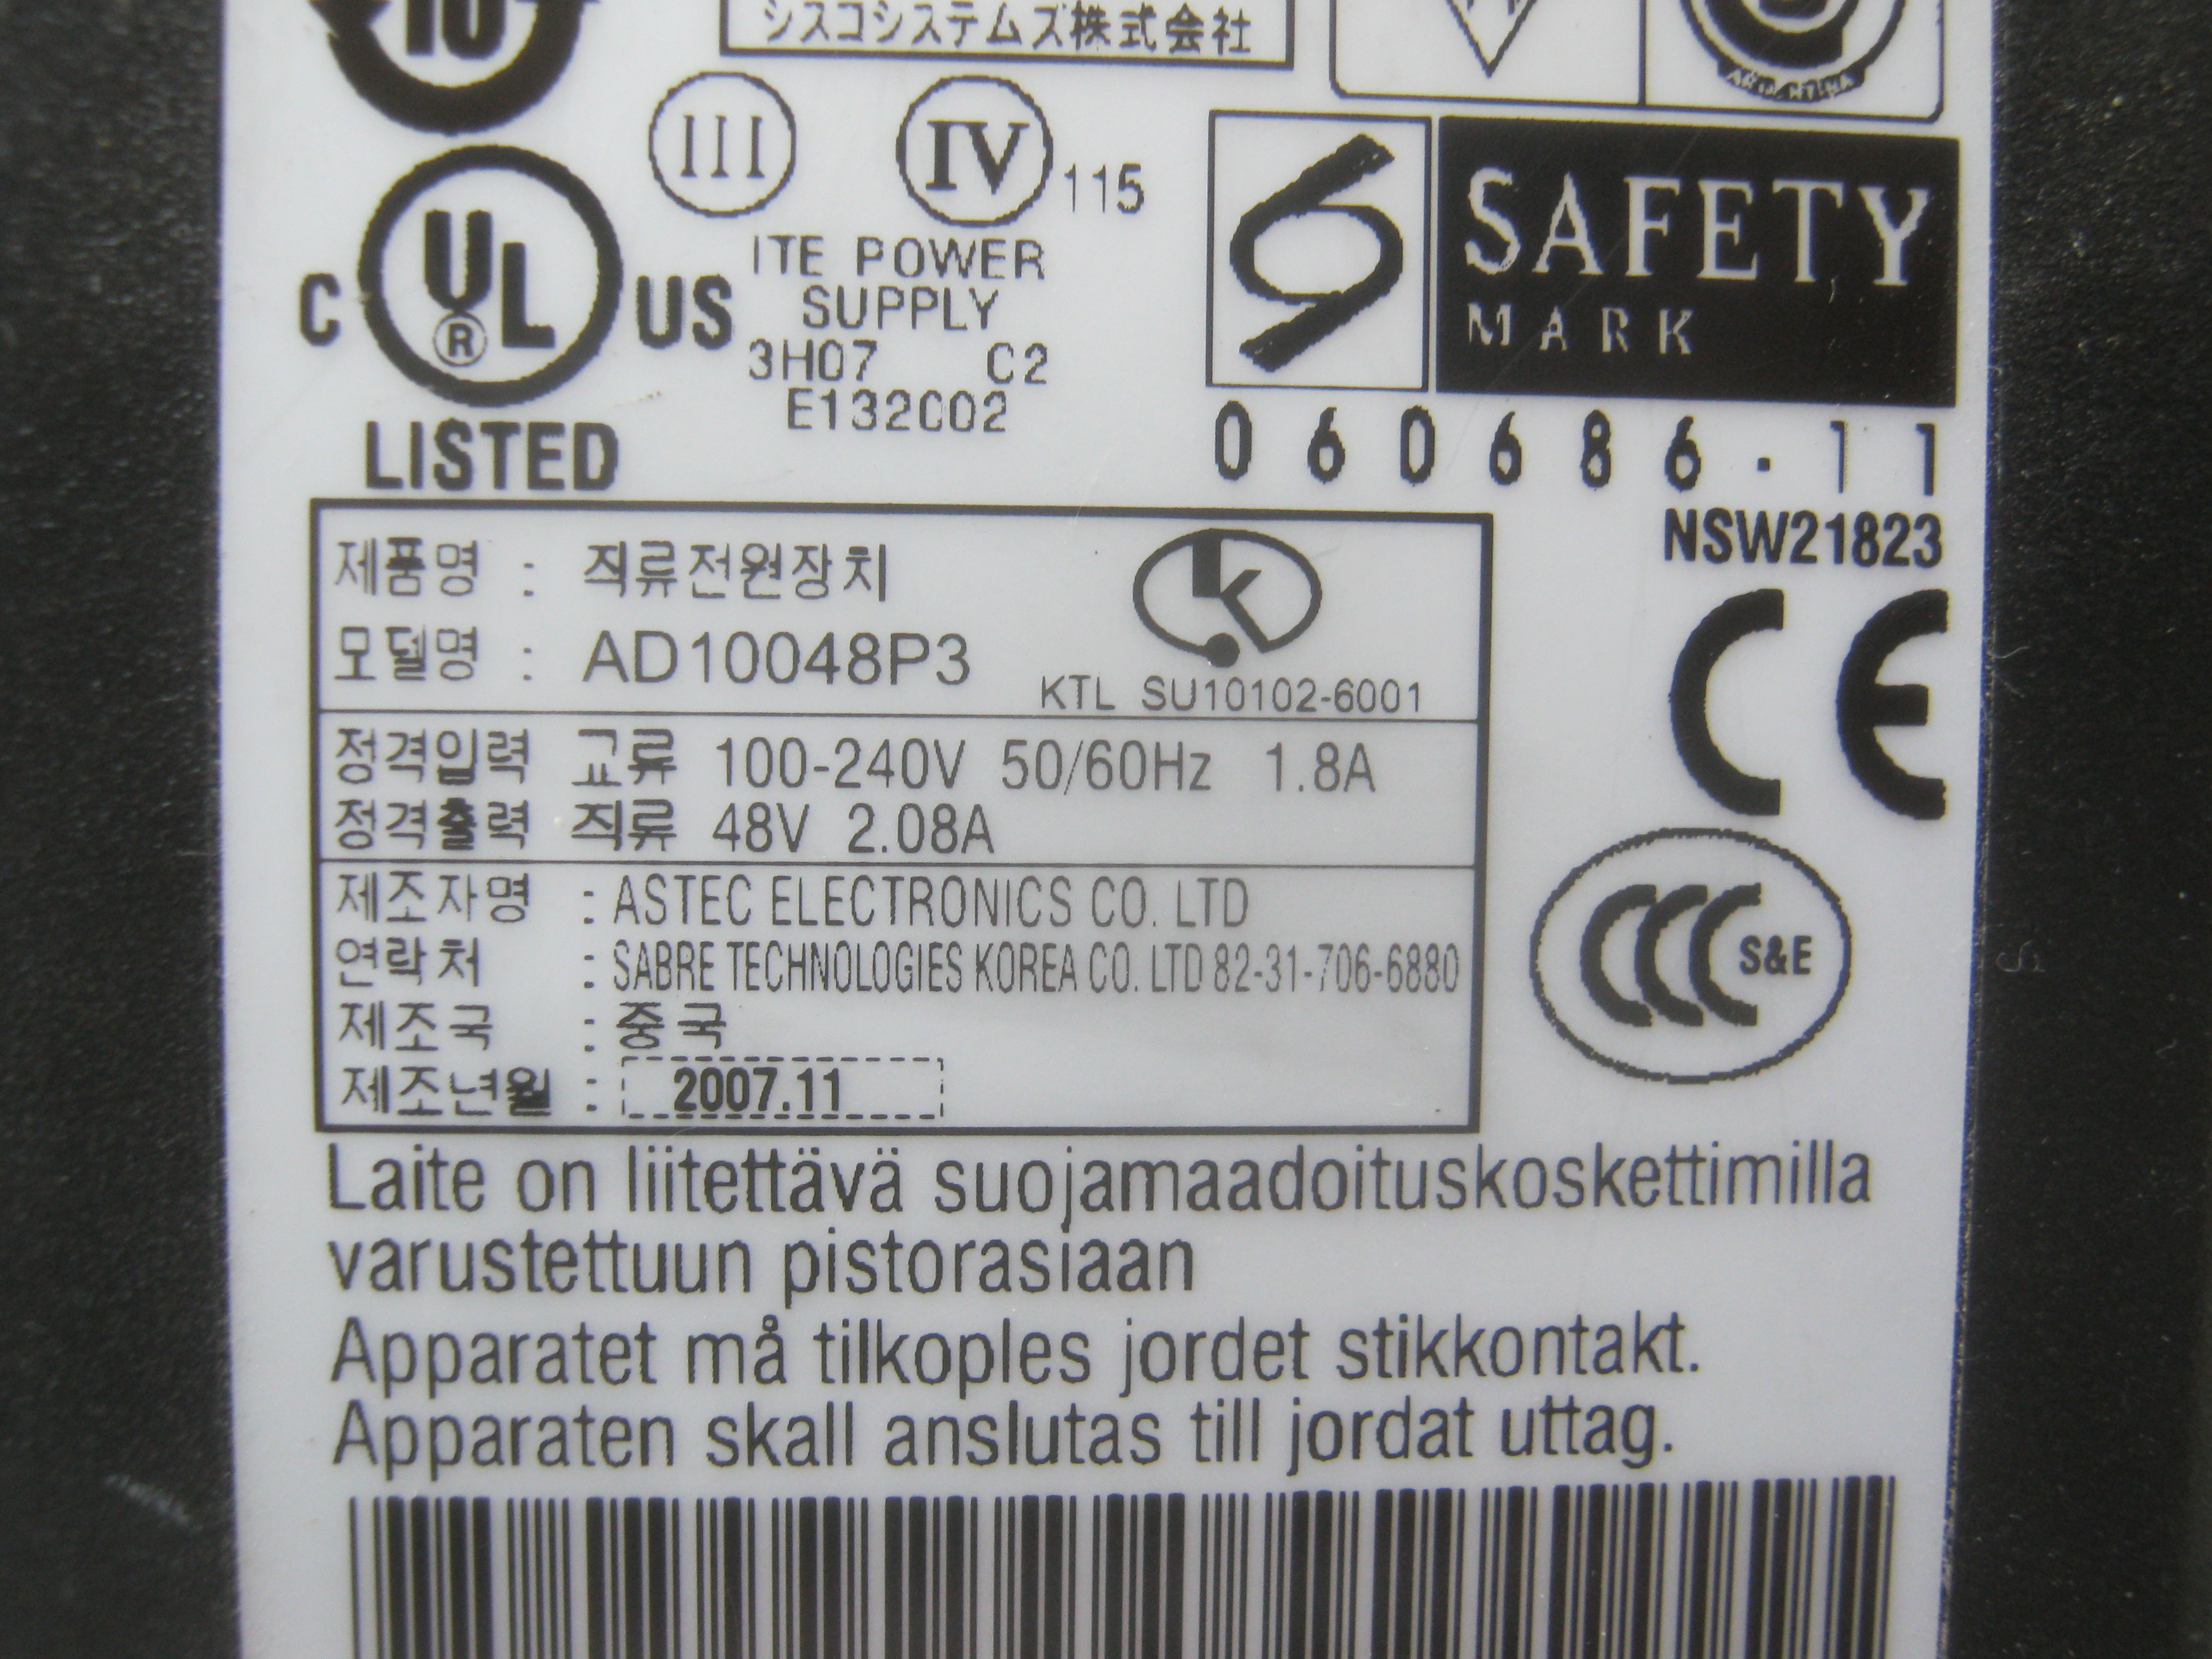 10
シスコシステムズ株式会社
ARGENTINA
III IV 115
C UL ® US
ITE POWER
SUPPLY
3H07 C2
E132002
LISTED
SAFETY
MARK
060686-11
NSW21823
제품명 : 직류전원장치
모델명 : AD10048P3
KTL SU10102-6001
정격입력 교류 100-240V 50/60Hz 1.8A
정격출력 직류 48V 2.08A
제조자명 : ASTEC ELECTRONICS CO. LTD
연락처 : SABRE TECHNOLOGIES KOREA CO. LTD 82-31-706-6880
제조국 : 중국
제조년월 : 2007.11
CE
CCC S&E
Laite on liitettävä suojamaadoituskoskettimilla
varustettuun pistorasiaan
Apparatet må tilkoples jordet stikkontakt.
Apparaten skall anslutas till jordat uttag.